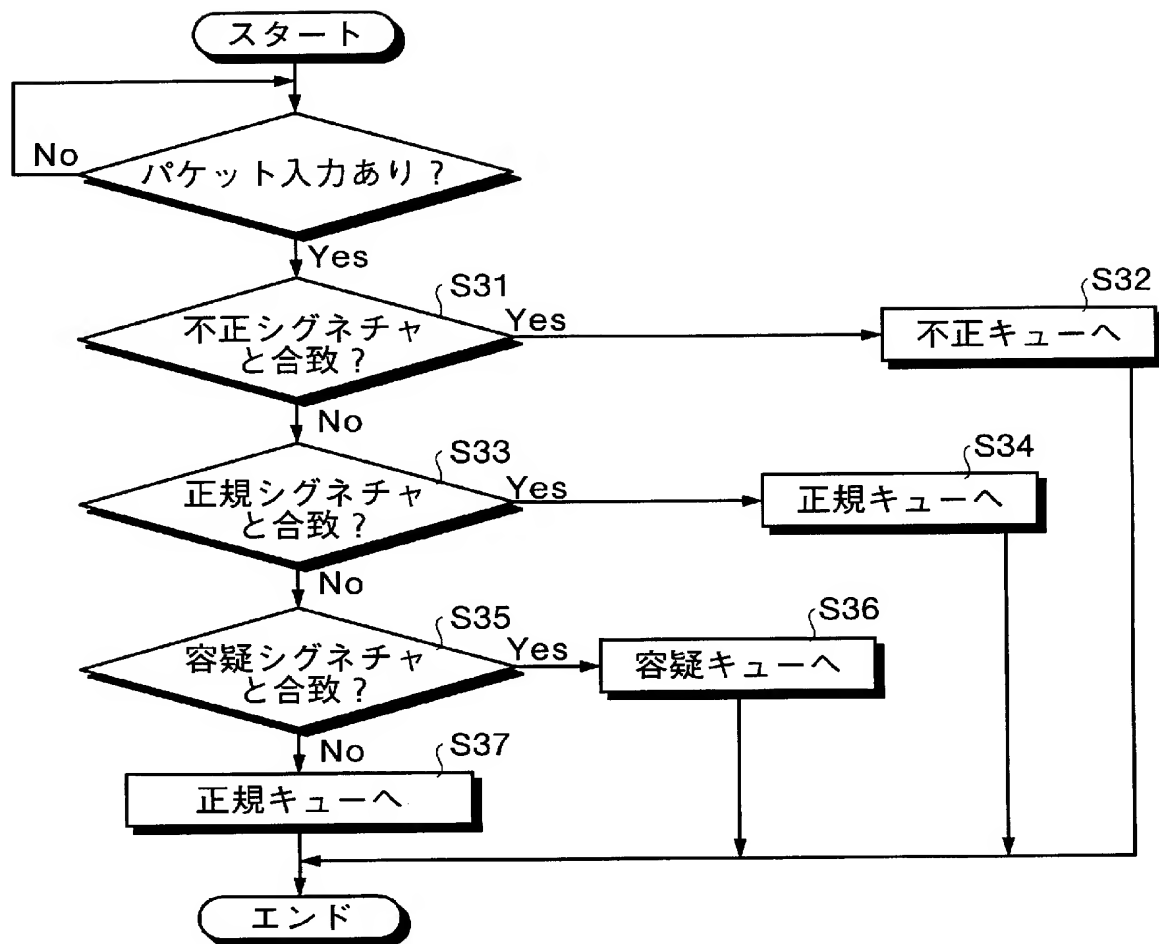 スタート
パケット入力あり？
No
Yes
S31
不正シグネチャ
と合致？
Yes
S32
不正キューへ
No
S33
正規シグネチャ
と合致？
Yes
S34
正規キューへ
No
S35
容疑シグネチャ
と合致？
Yes
S36
容疑キューへ
No
S37
正規キューへ
エンド